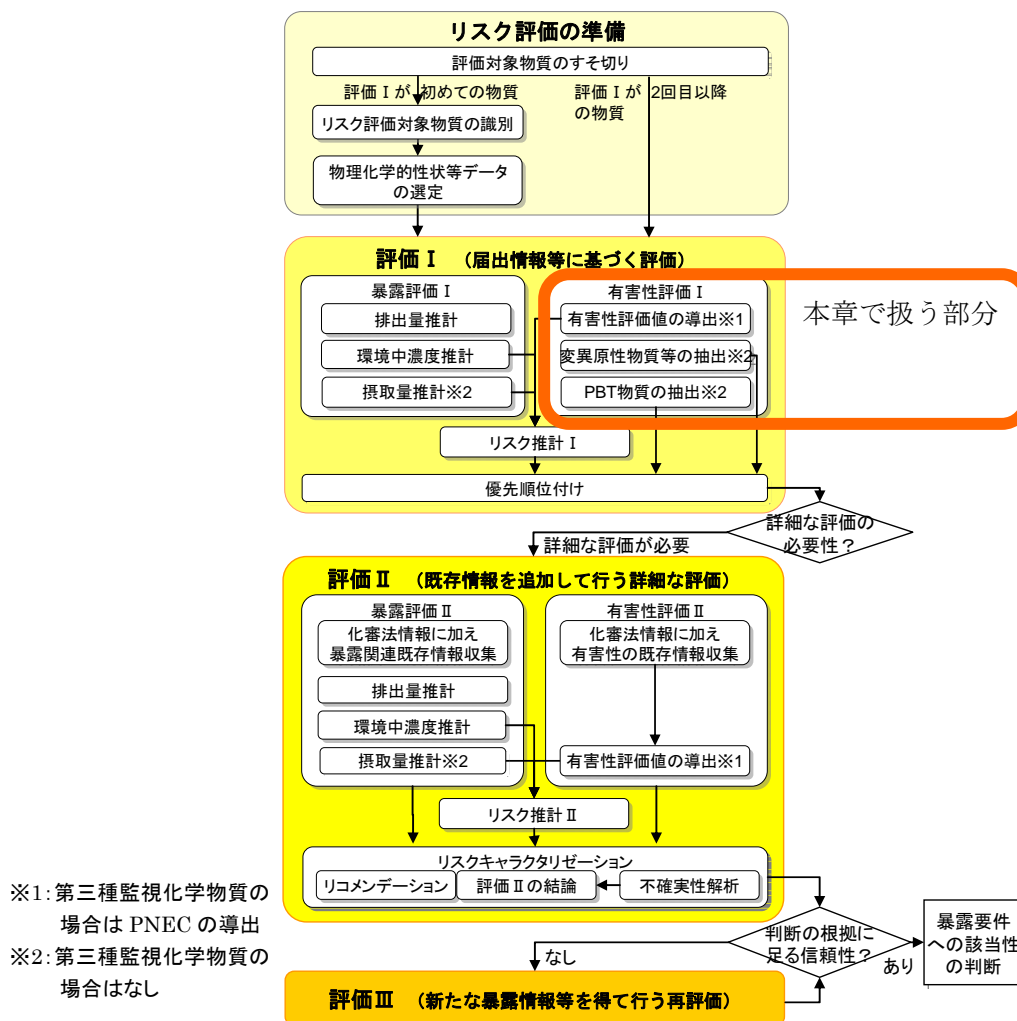 リスク評価の準備
評価対象物質のすそ切り
評価Ⅰが 初めての物質
評価Ⅰが 2回目以降
の物質
リスク評価対象物質の識別
物理化学的性状等データ
の選定
評価Ⅰ (届出情報等に基づく評価)
暴露評価Ⅰ
排出量推計
環境中濃度推計
摂取量推計※2
有害性評価Ⅰ
有害性評価値の導出※1
変異原性物質等の抽出※2
PBT物質の抽出※2
本章で扱う部分
リスク推計Ⅰ
優先順位付け
詳細な評価の
必要性？
詳細な評価が必要
評価Ⅱ (既存情報を追加して行う詳細な評価)
暴露評価Ⅱ
化審法情報に加え
暴露関連既存情報収集
排出量推計
環境中濃度推計
摂取量推計※2
有害性評価Ⅱ
化審法情報に加え
有害性の既存情報収集
有害性評価値の導出※1
リスク推計Ⅱ
リスクキャラクタリゼーション
リコメンデーション
評価Ⅱの結論
不確実性解析
※1:第三種監視化学物質の
場合は PNEC の導出
※2:第三種監視化学物質の
場合はなし
判断の根拠に
足る信頼性？
なし
あり
暴露要件
への該当性
の判断
評価Ⅲ (新たな暴露情報等を得て行う再評価)